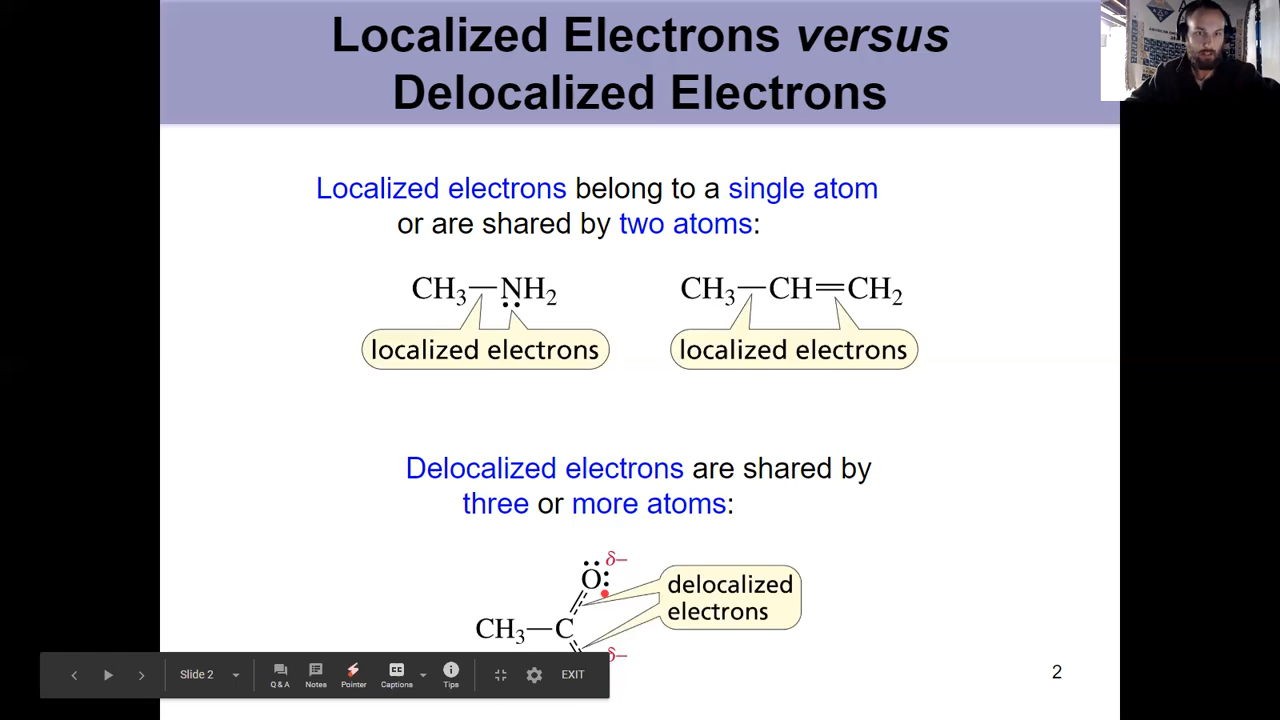 Localized Electrons versus
Delocalized Electrons
Localized electrons belong to a single atom
or are shared by two atoms:
CH₃—NH₂
CH₃—CH=CH₂
localized electrons
localized electrons
Delocalized electrons are shared by
three or more atoms:
δ–
O
delocalized
electrons
CH₃—C
δ–
Slide 2
Q & A
Notes
Pointer
CC
Captions
Tips
EXIT
2